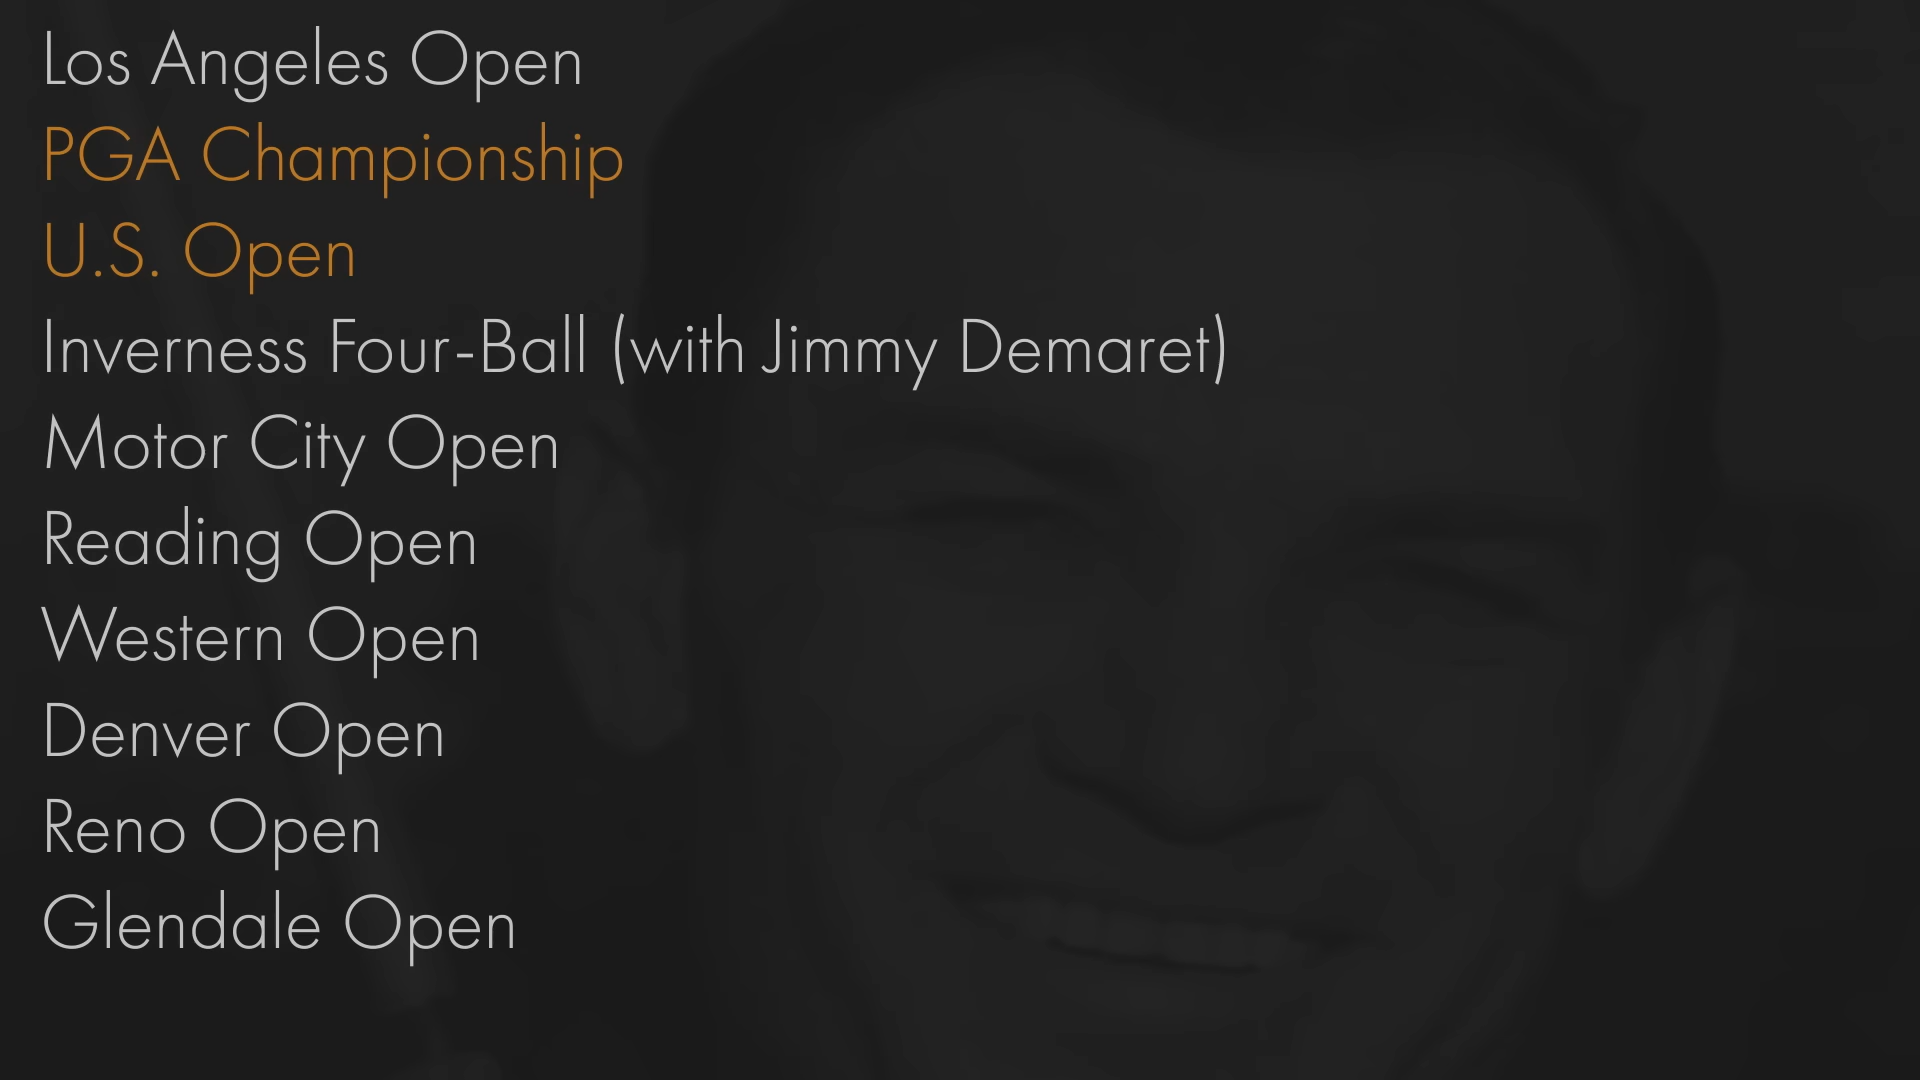 Los Angeles Open
PGA Championship
U.S. Open
Inverness Four-Ball (with Jimmy Demaret)
Motor City Open
Reading Open
Western Open
Denver Open
Reno Open
Glendale Open